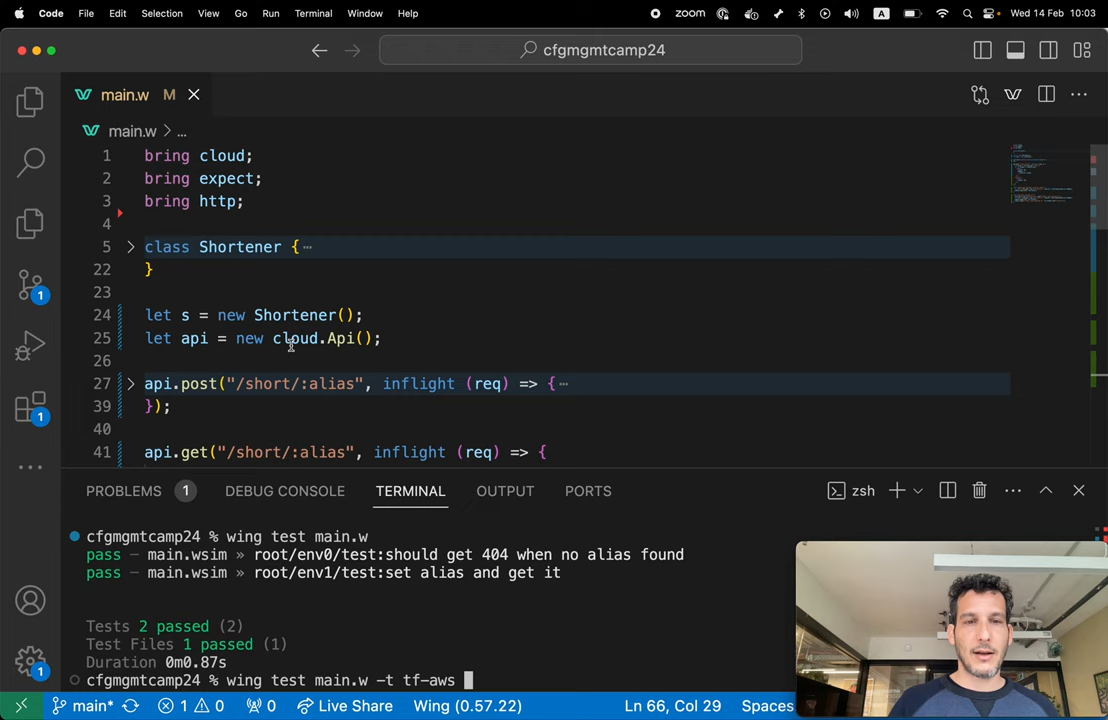 Code File Edit Selection View Go Run Terminal Window Help zoom A Wed 14 Feb 10:03
cfgmgmtcamp24
main.w M
main.w > ...
1 bring cloud;
2 bring expect;
3 bring http;
4
5 class Shortener {⋯
22 }
23
24 let s = new Shortener();
25 let api = new cloud.Api();
26
27 api.post("/short/:alias", inflight (req) => {⋯
39 });
40
41 api.get("/short/:alias", inflight (req) => {
1
1
1
PROBLEMS 1 DEBUG CONSOLE TERMINAL OUTPUT PORTS zsh
cfgmgmtcamp24 % wing test main.w
pass — main.wsim » root/env0/test:should get 404 when no alias found
pass — main.wsim » root/env1/test:set alias and get it
Tests 2 passed (2)
Test Files 1 passed (1)
Duration 0m0.87s
cfgmgmtcamp24 % wing test main.w -t tf-aws
main* 1 0 0 Live Share Wing (0.57.22) Ln 66, Col 29 Spaces